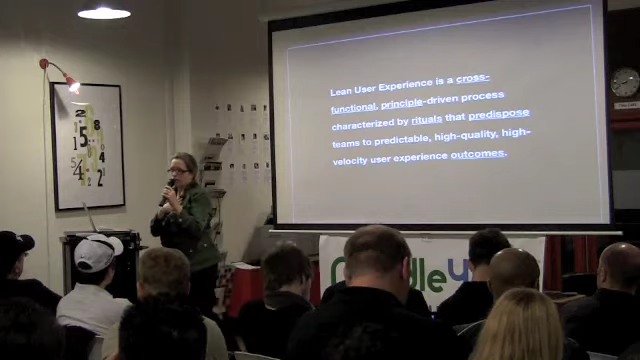 Lean User Experience is a cross-
functional, principle-driven process
characterized by rituals that predispose
teams to predictable, high-quality, high-
velocity user experience outcomes.